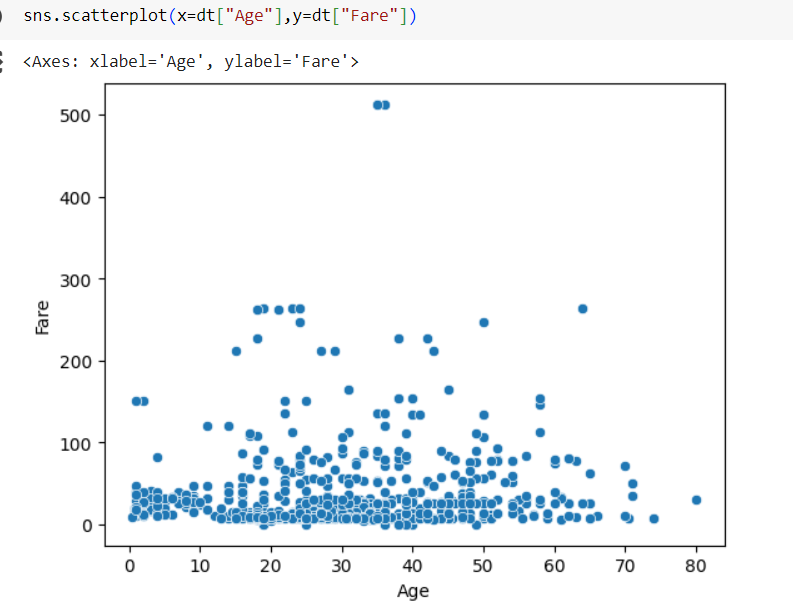 sns.scatterplot(x=dt["Age"],y=dt["Fare"])
<Axes: xlabel='Age', ylabel='Fare'>
500
400
300
200
100
0
Fare
0 10 20 30 40 50 60 70 80
Age